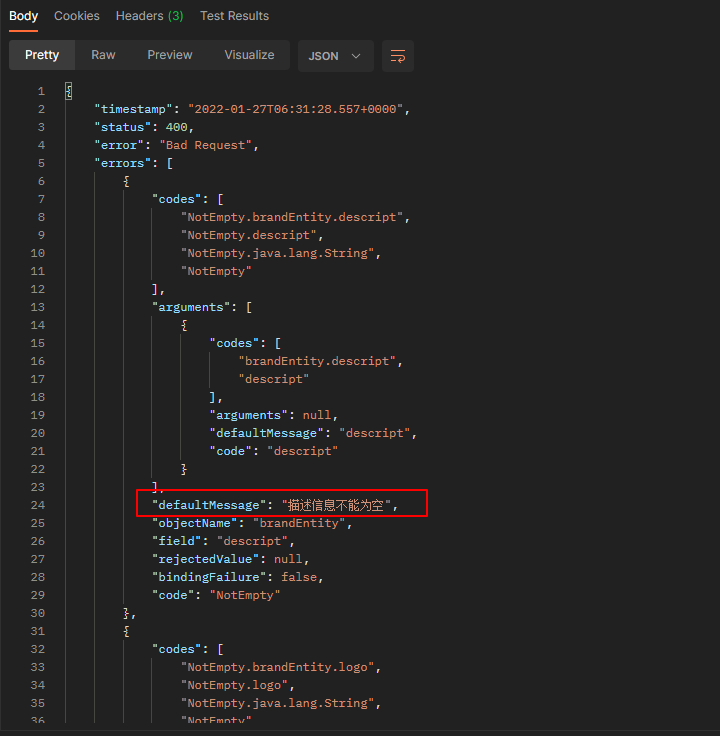 Body Cookies Headers (3) Test Results
Pretty Raw Preview Visualize JSON
1 {
2 "timestamp": "2022-01-27T06:31:28.557+0000",
3 "status": 400,
4 "error": "Bad Request",
5 "errors": [
6 {
7 "codes": [
8 "NotEmpty.brandEntity.descript",
9 "NotEmpty.descript",
10 "NotEmpty.java.lang.String",
11 "NotEmpty"
12 ],
13 "arguments": [
14 {
15 "codes": [
16 "brandEntity.descript",
17 "descript"
18 ],
19 "arguments": null,
20 "defaultMessage": "descript",
21 "code": "descript"
22 }
23 ],
24 "defaultMessage": "描述信息不能为空",
25 "objectName": "brandEntity",
26 "field": "descript",
27 "rejectedValue": null,
28 "bindingFailure": false,
29 "code": "NotEmpty"
30 },
31 {
32 "codes": [
33 "NotEmpty.brandEntity.logo",
34 "NotEmpty.logo",
35 "NotEmpty.java.lang.String",
36 "NotEmpty"